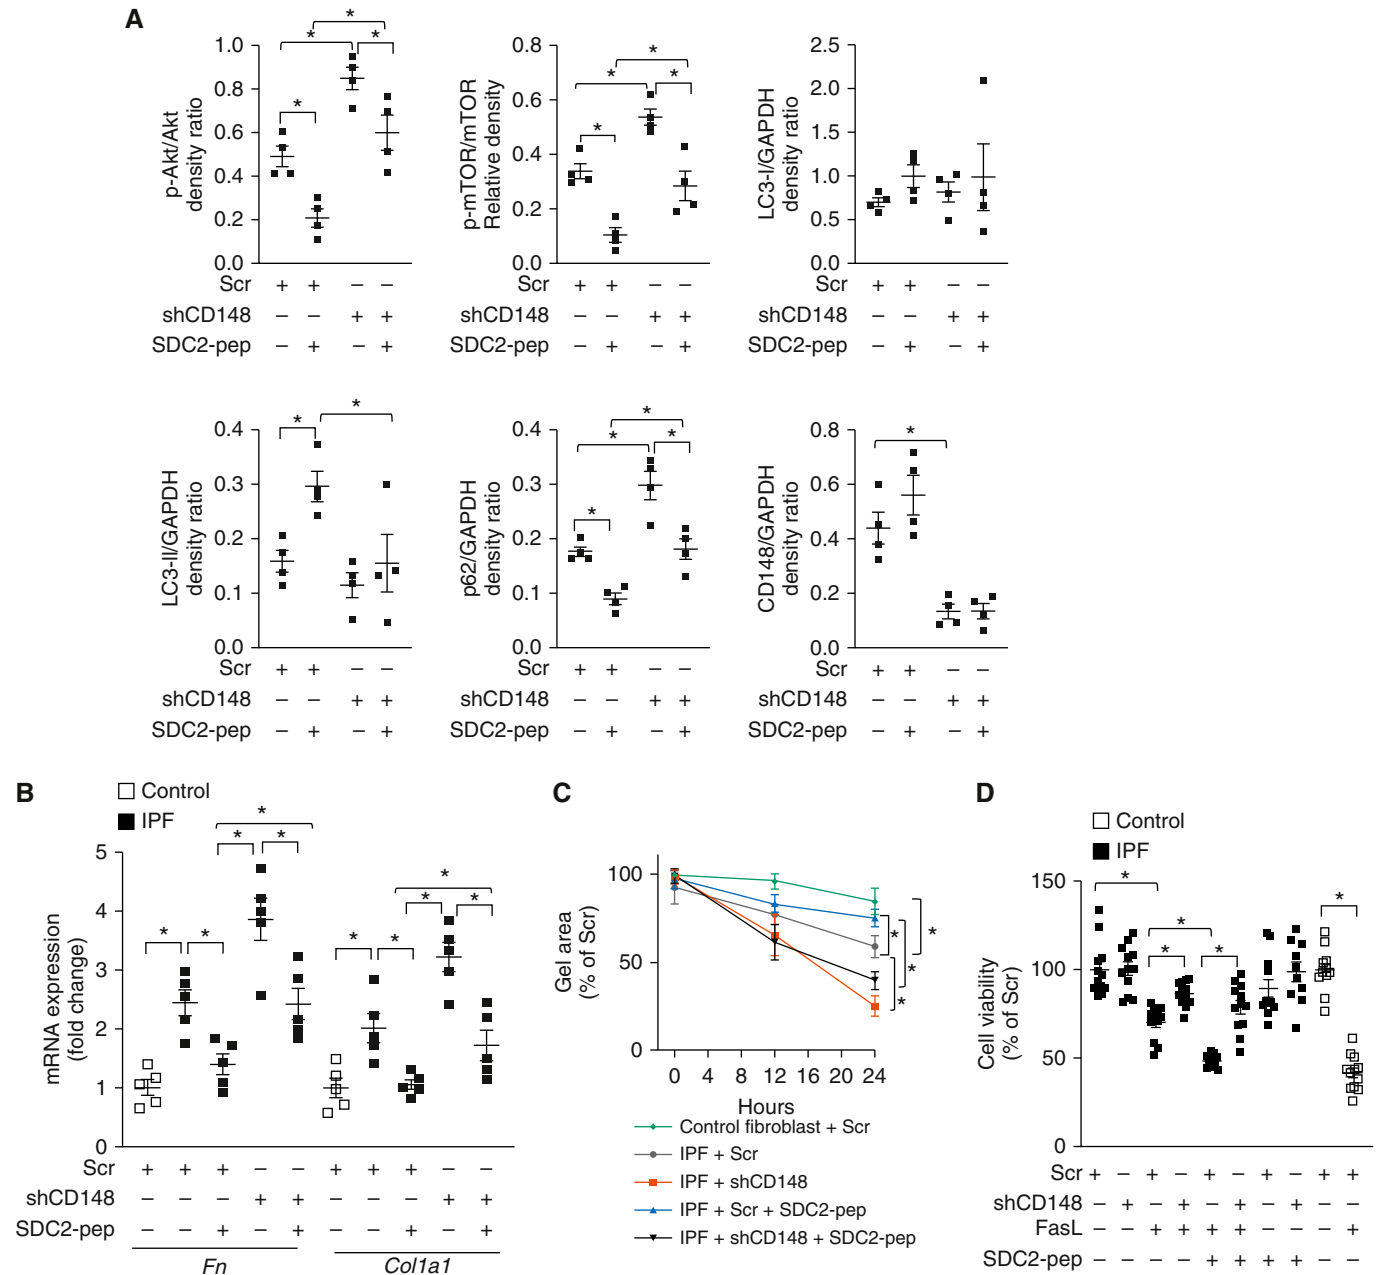 A
p-Akt/Akt
density ratio
1.0
0.8
0.6
0.4
0.2
0.0
* * * *
Scr + + – –
shCD148 – – + +
SDC2-pep – + – +
p-mTOR/mTOR
Relative density
0.8
0.6
0.4
0.2
0.0
* * * *
Scr + + – –
shCD148 – – + +
SDC2-pep – + – +
LC3-I/GAPDH
density ratio
2.5
2.0
1.5
1.0
0.5
0.0
Scr + + – –
shCD148 – – + +
SDC2-pep – + – +
LC3-II/GAPDH
density ratio
0.4
0.3
0.2
0.1
0.0
* *
Scr + + – –
shCD148 – – + +
SDC2-pep – + – +
p62/GAPDH
density ratio
0.4
0.3
0.2
0.1
0.0
* * * *
Scr + + – –
shCD148 – – + +
SDC2-pep – + – +
CD148/GAPDH
density ratio
0.8
0.6
0.4
0.2
0.0
*
Scr + + – –
shCD148 – – + +
SDC2-pep – + – +
B
Control
IPF
mRNA expression
(fold change)
5
4
3
2
1
0
* * * * *
* * * * *
Scr + + + – – + + + – –
shCD148 – – – + + – – – + +
SDC2-pep – – + – + – – + – +
Fn Col1a1
C
Gel area
(% of Scr)
100
50
0
* * * *
0 4 8 12 16 20 24
Hours
Control fibroblast + Scr
IPF + Scr
IPF + shCD148
IPF + Scr + SDC2-pep
IPF + shCD148 + SDC2-pep
D
Control
IPF
Cell viability
(% of Scr)
150
100
50
0
* * * * *
Scr + – + – + – + – + +
shCD148 – + – + – + – + – –
FasL – – + + + + – – – +
SDC2-pep – – – – + + + + – –